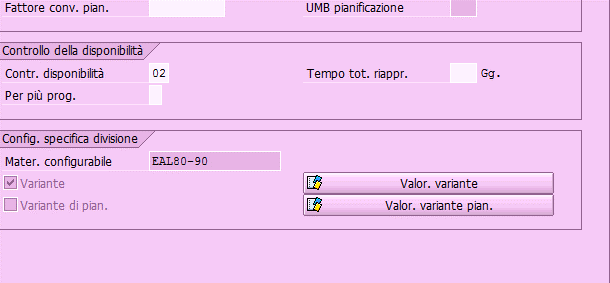 Fattore conv. pian. UMB pianificazione
Controllo della disponibilità
Contr. disponibilità 02 Tempo tot. riappr. Gg.
Per più prog.
Config. specifica divisione
Mater. configurabile EAL80-90
Variante Valor. variante
Variante di pian. Valor. variante pian.